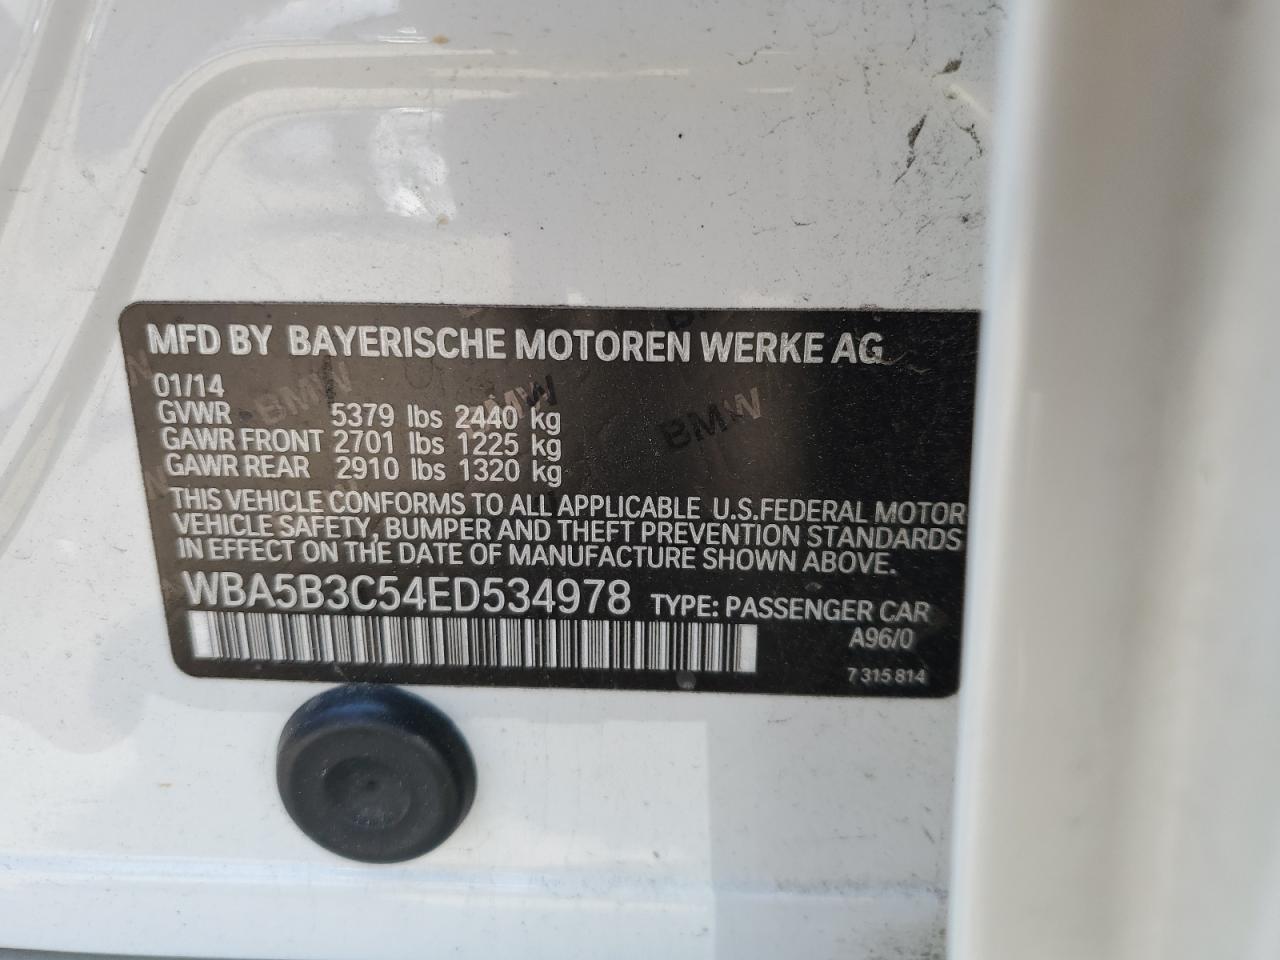 MFD BY BAYERISCHE MOTOREN WERKE AG
01/14
GVWR 5379 lbs 2440 kg
GAWR FRONT 2701 lbs 1225 kg
GAWR REAR 2910 lbs 1320 kg
THIS VEHICLE CONFORMS TO ALL APPLICABLE U.S.FEDERAL MOTOR
VEHICLE SAFETY, BUMPER AND THEFT PREVENTION STANDARDS
IN EFFECT ON THE DATE OF MANUFACTURE SHOWN ABOVE.
WBA5B3C54ED534978 TYPE: PASSENGER CAR
A96/0
7 315 814
BMW BMW BMW